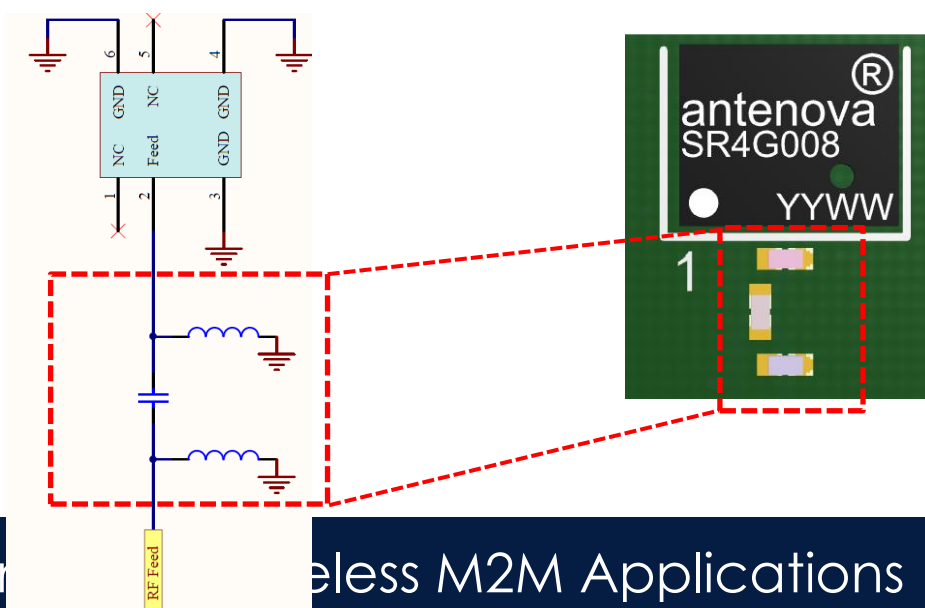 6
5
4
GND
NC
GND
NC
Feed
GND
1
2
3
RF Feed
®
antenova
SR4G008
YYWW
1
eless M2M Applications